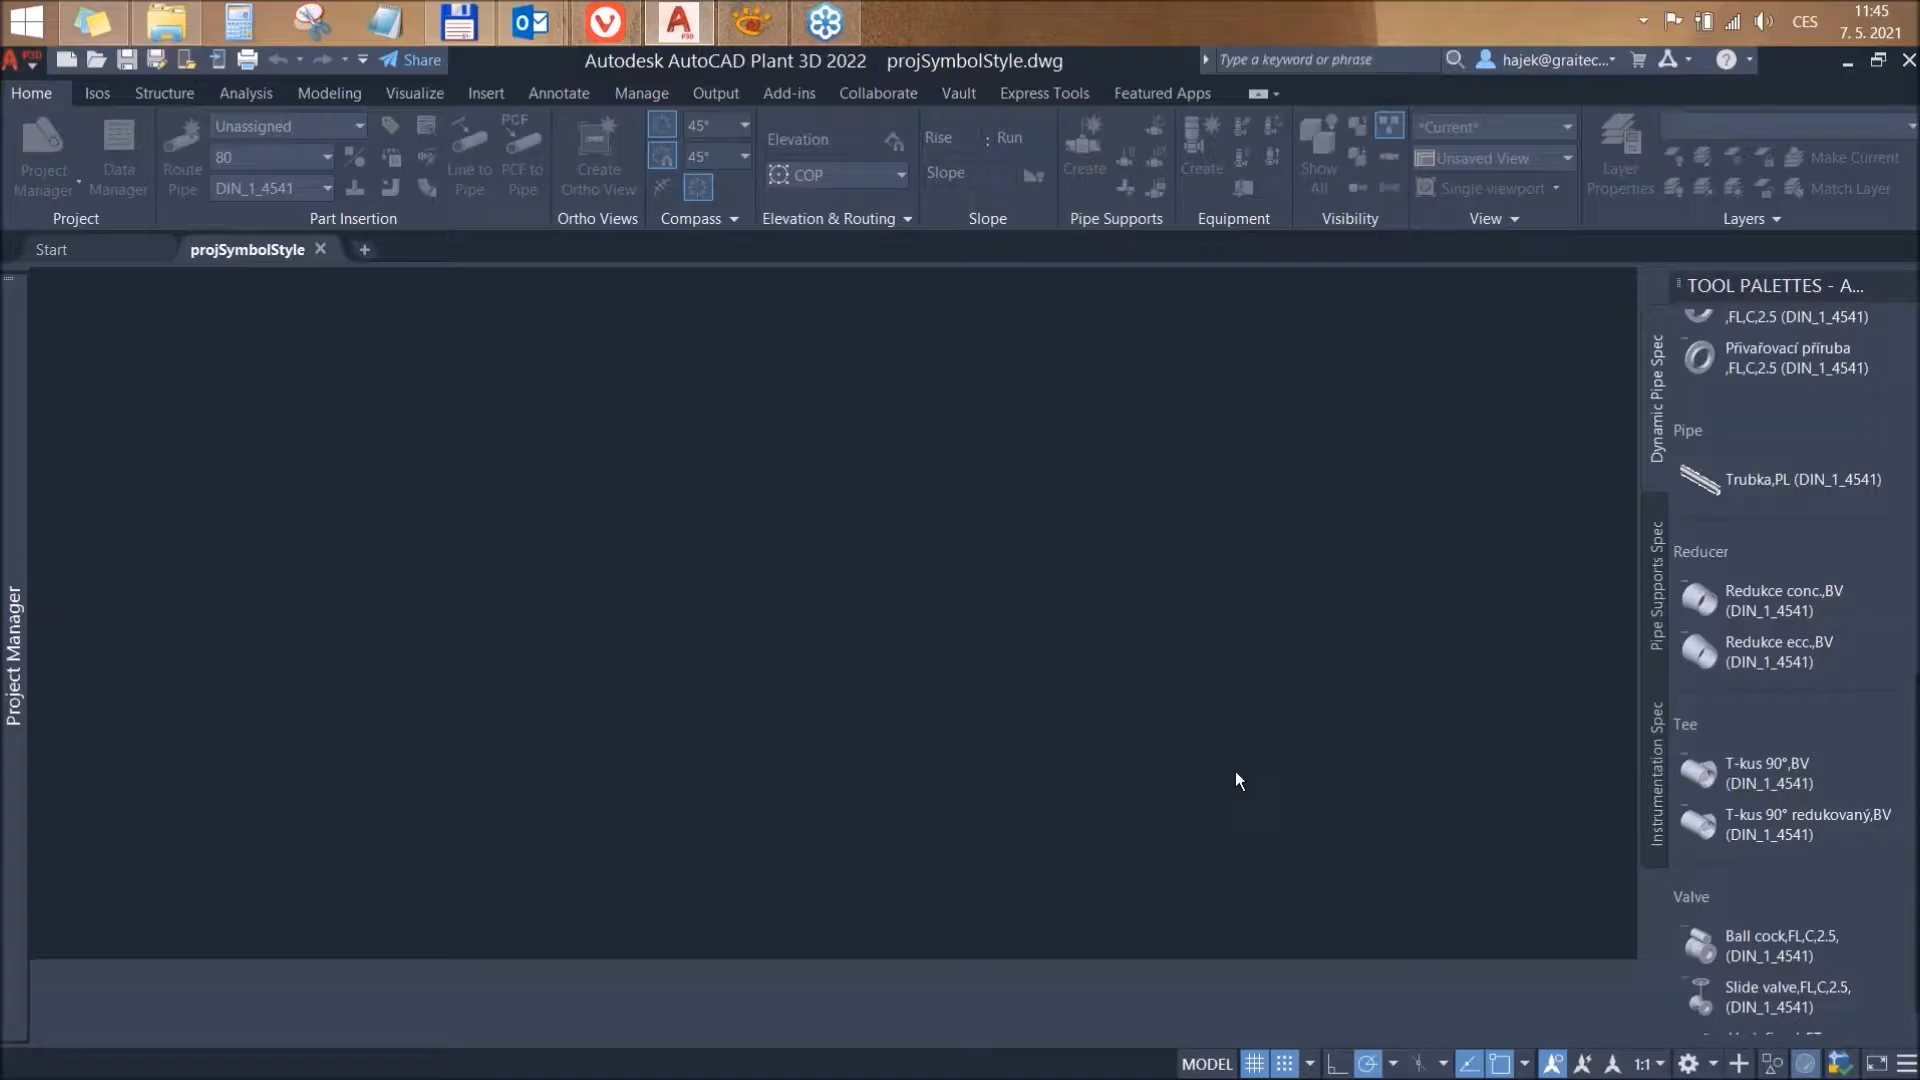 CES
11:45
7. 5. 2021
Share
Autodesk AutoCAD Plant 3D 2022 projSymbolStyle.dwg
Type a keyword or phrase
hajek@graitec...
Home Isos Structure Analysis Modeling Visualize Insert Annotate Manage Output Add-ins Collaborate Vault Express Tools Featured Apps
Project Manager
Data Manager
Project
Route Pipe
Unassigned
80
DIN_1_4541
Line to Pipe
PCF
PCF to Pipe
Part Insertion
Create Ortho View
Ortho Views
45°
45°
Compass
Elevation
COP
Elevation & Routing
Rise : Run
Slope
Slope
Create
Pipe Supports
Create
Equipment
Show All
Visibility
*Current*
Unsaved View
Single viewport
View
Layer Properties
Make Current
Match Layer
Layers
Start
projSymbolStyle
Project Manager
TOOL PALETTES - A...
Dynamic Pipe Spec
Pipe Supports Spec
Instrumentation Spec
,FL,C,2.5 (DIN_1_4541)
Přivařovací příruba
,FL,C,2.5 (DIN_1_4541)
Pipe
Trubka,PL (DIN_1_4541)
Reducer
Redukce conc.,BV
(DIN_1_4541)
Redukce ecc.,BV
(DIN_1_4541)
Tee
T-kus 90°,BV
(DIN_1_4541)
T-kus 90° redukovaný,BV
(DIN_1_4541)
Valve
Ball cock,FL,C,2.5,
(DIN_1_4541)
Slide valve,FL,C,2.5,
(DIN_1_4541)
MODEL
1:1